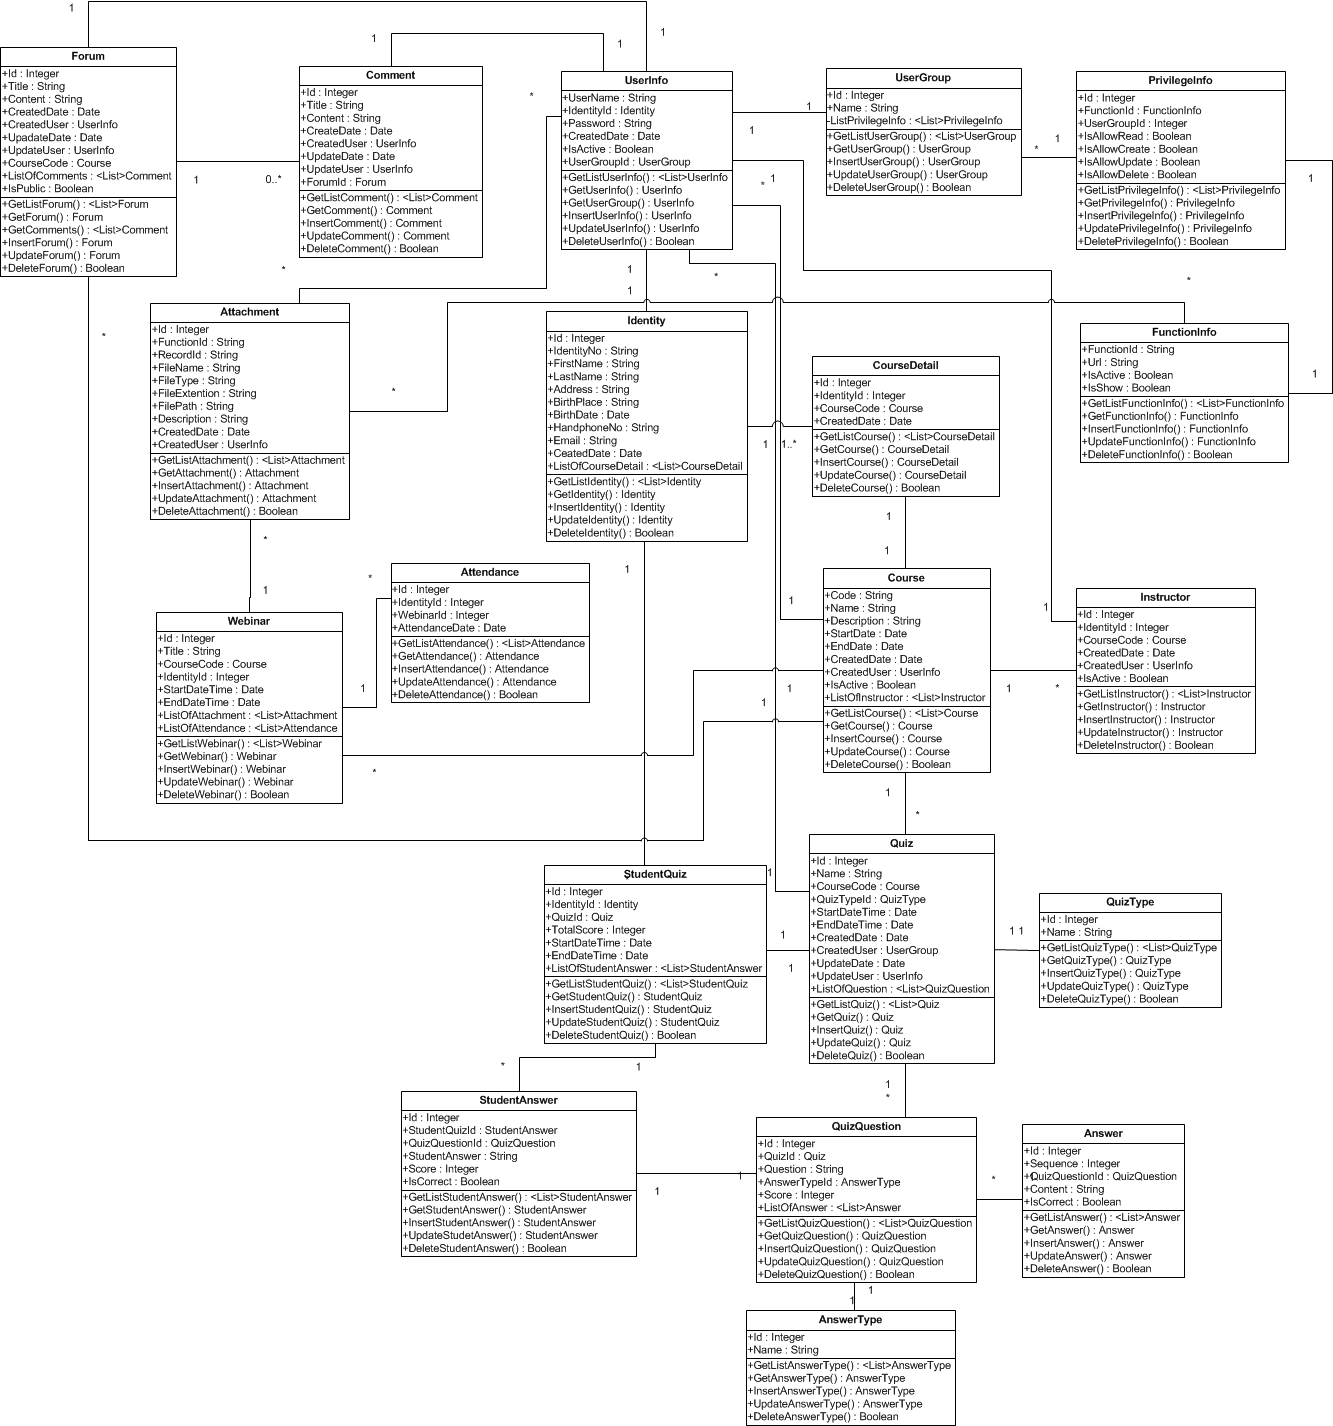 1
1
1
1
Forum
+Id : Integer
+Title : String
+Content : String
+CreatedDate : Date
+CreatedUser : UserInfo
+UpadateDate : Date
+UpdateUser : UserInfo
+CourseCode : Course
+ListOfComments : <List>Comment
+IsPublic : Boolean
+GetListForum() : <List>Forum
+GetForum() : Forum
+GetComments() : <List>Comment
+InsertForum() : Forum
+UpdateForum() : Forum
+DeleteForum() : Boolean
1
0..*
Comment
+Id : Integer
+Title : String
+Content : String
+CreateDate : Date
+CreatedUser : UserInfo
+UpdateDate : Date
+UpdateUser : UserInfo
+ForumId : Forum
+GetListComment() : <List>Comment
+GetComment() : Comment
+InsertComment() : Comment
+UpdateComment() : Comment
+DeleteComment() : Boolean
*
*
UserInfo
+UserName : String
+IdentityId : Identity
+Password : String
+CreatedDate : Date
+IsActive : Boolean
+UserGroupId : UserGroup
+GetListUserInfo() : <List>UserInfo
+GetUserInfo() : UserInfo
+GetUserGroup() : UserInfo
+InsertUserInfo() : UserInfo
+UpdateUserInfo() : UserInfo
+DeleteUserInfo() : Boolean
1
1
*
1
*
1
1
UserGroup
+Id : Integer
+Name : String
-ListPrivilegeInfo : <List>PrivilegeInfo
+GetListUserGroup() : <List>UserGroup
+GetUserGroup() : UserGroup
+InsertUserGroup() : UserGroup
+UpdateUserGroup() : UserGroup
+DeleteUserGroup() : Boolean
1
*
PrivilegeInfo
+Id : Integer
+FunctionId : FunctionInfo
+UserGroupId : Integer
+IsAllowRead : Boolean
+IsAllowCreate : Boolean
+IsAllowUpdate : Boolean
+IsAllowDelete : Boolean
+GetListPrivilegeInfo() : <List>PrivilegeInfo
+GetPrivilegeInfo() : PrivilegeInfo
+InsertPrivilegeInfo() : PrivilegeInfo
+UpdatePrivilegeInfo() : PrivilegeInfo
+DeletePrivilegeInfo() : Boolean
1
*
1
*
Attachment
+Id : Integer
+FunctionId : String
+RecordId : String
+FileName : String
+FileType : String
+FileExtention : String
+FilePath : String
+Description : String
+CreatedDate : Date
+CreatedUser : UserInfo
+GetListAttachment() : <List>Attachment
+GetAttachment() : Attachment
+InsertAttachment() : Attachment
+UpdateAttachment() : Attachment
+DeleteAttachment() : Boolean
*
*
1
Identity
+Id : Integer
+IdentityNo : String
+FirstName : String
+LastName : String
+Address : String
+BirthPlace : String
+BirthDate : Date
+HandphoneNo : String
+Email : String
+CeatedDate : Date
+ListOfCourseDetail : <List>CourseDetail
+GetListIdentity() : <List>Identity
+GetIdentity() : Identity
+InsertIdentity() : Identity
+UpdateIdentity() : Identity
+DeleteIdentity() : Boolean
1
1..*
1
CourseDetail
+Id : Integer
+IdentityId : Integer
+CourseCode : Course
+CreatedDate : Date
+GetListCourse() : <List>CourseDetail
+GetCourse() : CourseDetail
+InsertCourse() : CourseDetail
+UpdateCourse() : CourseDetail
+DeleteCourse() : Boolean
1
1
FunctionInfo
+FunctionId : String
+Url : String
+IsActive : Boolean
+IsShow : Boolean
+GetListFunctionInfo() : <List>FunctionInfo
+GetFunctionInfo() : FunctionInfo
+InsertFunctionInfo() : FunctionInfo
+UpdateFunctionInfo() : FunctionInfo
+DeleteFunctionInfo() : Boolean
Attendance
+Id : Integer
+IdentityId : Integer
+WebinarId : Integer
+AttendanceDate : Date
+GetListAttendance() : <List>Attendance
+GetAttendance() : Attendance
+InsertAttendance() : Attendance
+UpdateAttendance() : Attendance
+DeleteAttendance() : Boolean
*
1
Webinar
+Id : Integer
+Title : String
+CourseCode : Course
+IdentityId : Integer
+StartDateTime : Date
+EndDateTime : Date
+ListOfAttachment : <List>Attachment
+ListOfAttendance : <List>Attendance
+GetListWebinar() : <List>Webinar
+GetWebinar() : Webinar
+InsertWebinar() : Webinar
+UpdateWebinar() : Webinar
+DeleteWebinar() : Boolean
*
Course
+Code : String
+Name : String
+Description : String
+StartDate : Date
+EndDate : Date
+CreatedDate : Date
+CreatedUser : UserInfo
+IsActive : Boolean
+ListOfInstructor : <List>Instructor
+GetListCourse() : <List>Course
+GetCourse() : Course
+InsertCourse() : Course
+UpdateCourse() : Course
+DeleteCourse() : Boolean
1
1
1
1
*
1
*
1
Instructor
+Id : Integer
+IdentityId : Integer
+CourseCode : Course
+CreatedDate : Date
+CreatedUser : UserInfo
+IsActive : Boolean
+GetListInstructor() : <List>Instructor
+GetInstructor() : Instructor
+InsertInstructor() : Instructor
+UpdateInstructor() : Instructor
+DeleteInstructor() : Boolean
StudentQuiz
+Id : Integer
+IdentityId : Identity
+QuizId : Quiz
+TotalScore : Integer
+StartDateTime : Date
+EndDateTime : Date
+ListOfStudentAnswer : <List>StudentAnswer
+GetListStudentQuiz() : <List>StudentQuiz
+GetStudentQuiz() : StudentQuiz
+InsertStudentQuiz() : StudentQuiz
+UpdateStudentQuiz() : StudentQuiz
+DeleteStudentQuiz() : Boolean
1
1
1
Quiz
+Id : Integer
+Name : String
+CourseCode : Course
+QuizTypeId : QuizType
+StartDateTime : Date
+EndDateTime : Date
+CreatedDate : Date
+CreatedUser : UserGroup
+UpdateDate : Date
+UpdateUser : UserInfo
+ListOfQuestion : <List>QuizQuestion
+GetListQuiz() : <List>Quiz
+GetQuiz() : Quiz
+InsertQuiz() : Quiz
+UpdateQuiz() : Quiz
+DeleteQuiz() : Boolean
1 1
QuizType
+Id : Integer
+Name : String
+GetListQuizType() : <List>QuizType
+GetQuizType() : QuizType
+InsertQuizType() : QuizType
+UpdateQuizType() : QuizType
+DeleteQuizType() : Boolean
*
1
1
*
StudentAnswer
+Id : Integer
+StudentQuizId : StudentAnswer
+QuizQuestionId : QuizQuestion
+StudentAnswer : String
+Score : Integer
+IsCorrect : Boolean
+GetListStudentAnswer() : <List>StudentAnswer
+GetStudentAnswer() : StudentAnswer
+InsertStudentAnswer() : StudentAnswer
+UpdateStudetAnswer() : StudentAnswer
+DeleteStudentAnswer() : Boolean
1
1
QuizQuestion
+Id : Integer
+QuizId : Quiz
+Question : String
+AnswerTypeId : AnswerType
+Score : Integer
+ListOfAnswer : <List>Answer
+GetListQuizQuestion() : <List>QuizQuestion
+GetQuizQuestion() : QuizQuestion
+InsertQuizQuestion() : QuizQuestion
+UpdateQuizQuestion() : QuizQuestion
+DeleteQuizQuestion() : Boolean
*
Answer
+Id : Integer
+Sequence : Integer
+QuizQuestionId : QuizQuestion
+Content : String
+IsCorrect : Boolean
+GetListAnswer() : <List>Answer
+GetAnswer() : Answer
+InsertAnswer() : Answer
+UpdateAnswer() : Answer
+DeleteAnswer() : Boolean
1
1
AnswerType
+Id : Integer
+Name : String
+GetListAnswerType() : <List>AnswerType
+GetAnswerType() : AnswerType
+InsertAnswerType() : AnswerType
+UpdateAnswerType() : AnswerType
+DeleteAnswerType() : Boolean